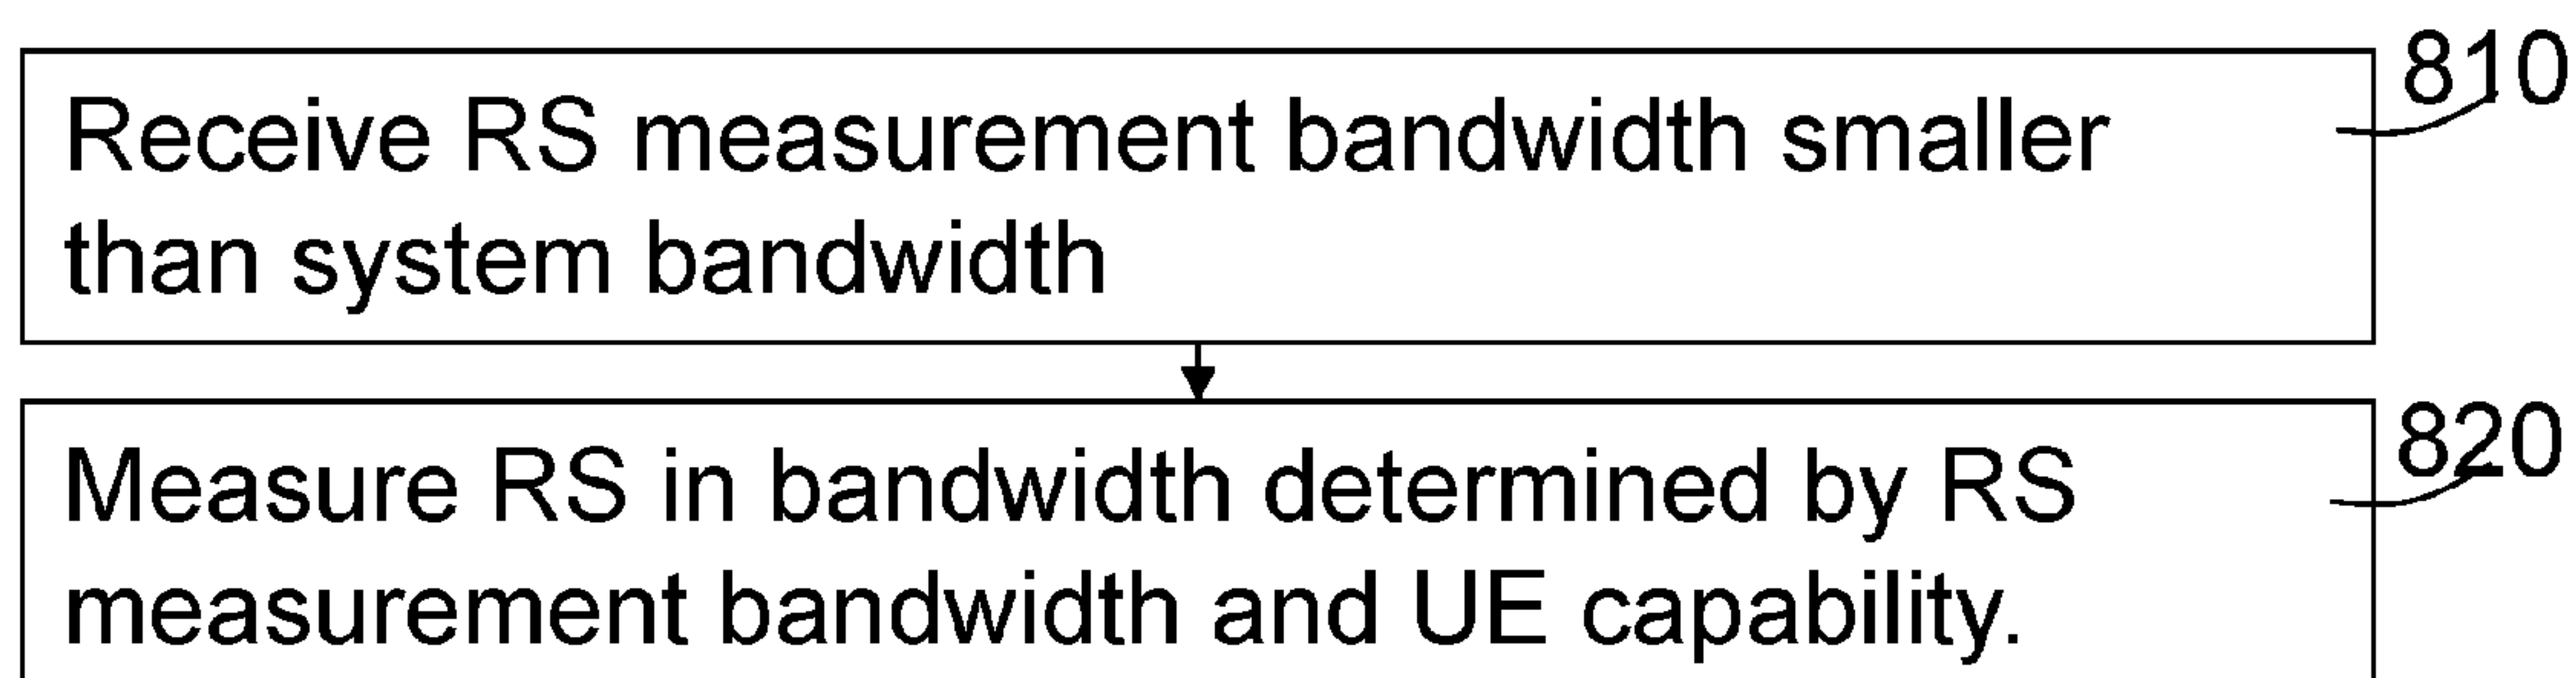 Receive RS measurement bandwidth smaller
than system bandwidth
810
Measure RS in bandwidth determined by RS
measurement bandwidth and UE capability.
820